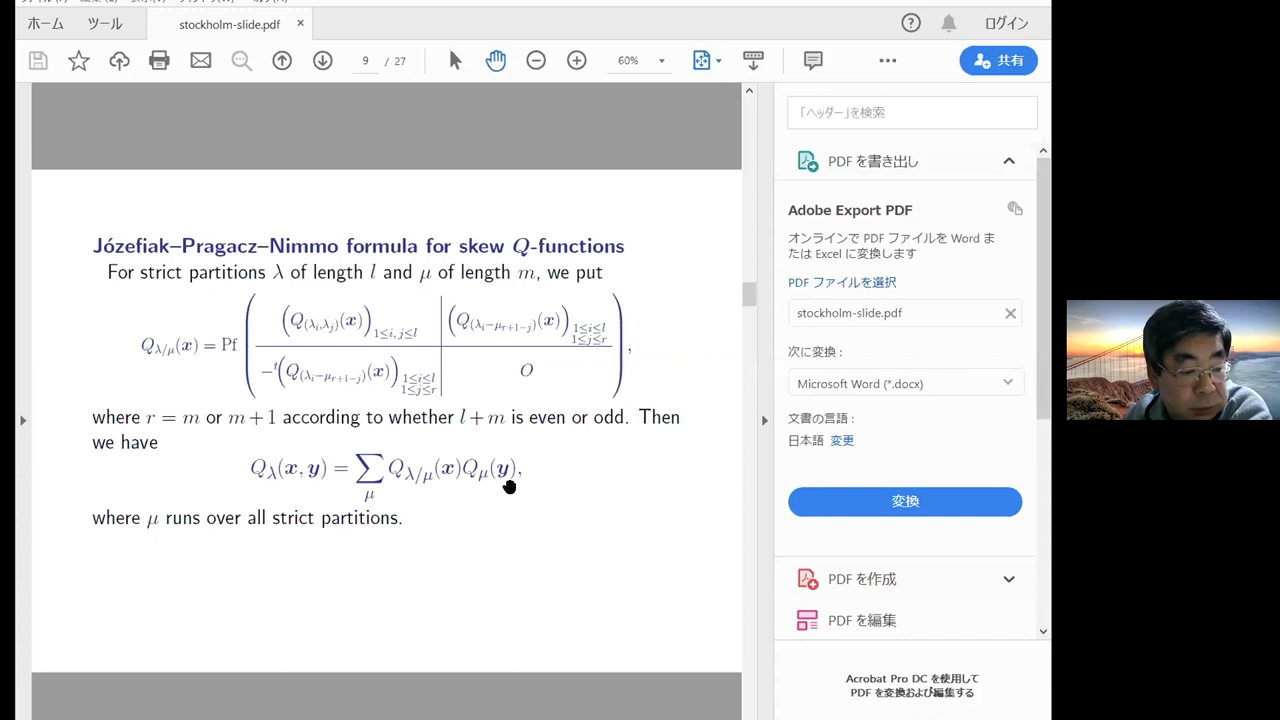 ホーム ツール stockholm-slide.pdf × ログイン
9 / 27 60% 共有
Józefiak–Pragacz–Nimmo formula for skew Q-functions
For strict partitions λ of length l and μ of length m, we put
Q_{λ/μ}(x) = Pf ( (Q_{(λ_i,λ_j)}(x))_{1≤i,j≤l} | (Q_{(λ_i−μ_{r+1−j})}(x))_{1≤i≤l, 1≤j≤r}
−^t(Q_{(λ_i−μ_{r+1−j})}(x))_{1≤i≤l, 1≤j≤r} | O ),
where r = m or m+1 according to whether l+m is even or odd. Then
we have
Q_λ(x, y) = ∑_μ Q_{λ/μ}(x)Q_μ(y),
where μ runs over all strict partitions.
「ヘッダー」を検索
PDF を書き出し
Adobe Export PDF
オンラインで PDF ファイルを Word ま
たは Excel に変換します
PDF ファイルを選択
stockholm-slide.pdf ×
次に変換 :
Microsoft Word (*.docx)
文書の言語 :
日本語 変更
変換
PDF を作成
PDF を編集
Acrobat Pro DC を使用して
PDF を変換および編集する